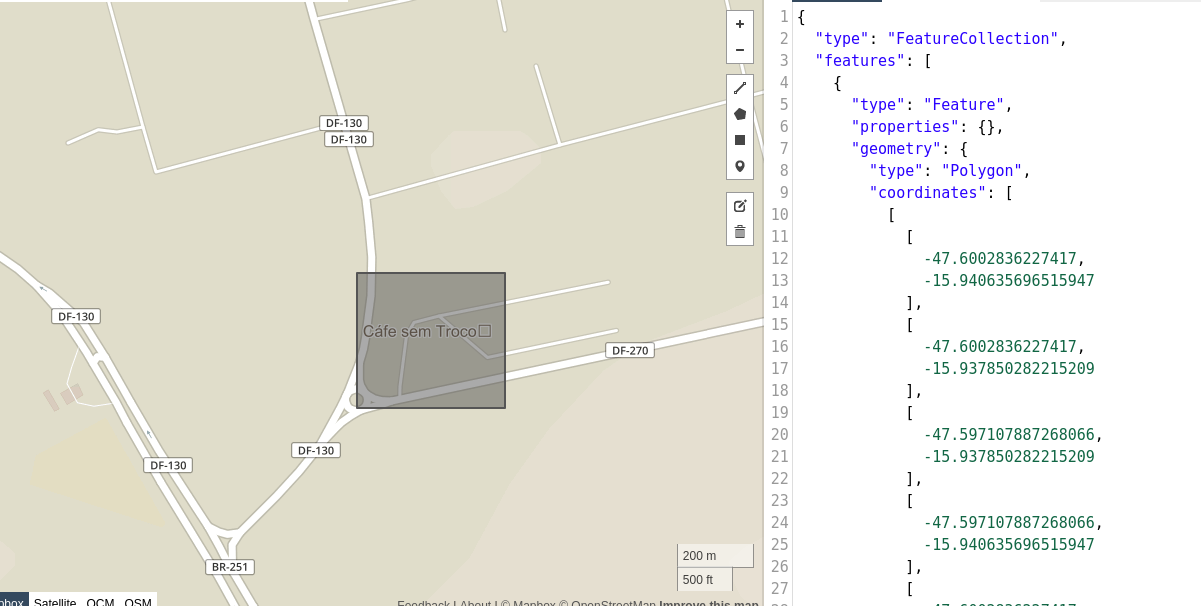 +
−
DF-130
DF-130
Cáfe sem Troco
DF-130
DF-270
DF-130
DF-130
BR-251
200 m
500 ft
Satellite OCM OSM
Feedback | About | © Mapbox © OpenStreetMap Improve this map
1 {
2 "type": "FeatureCollection",
3 "features": [
4 {
5 "type": "Feature",
6 "properties": {},
7 "geometry": {
8 "type": "Polygon",
9 "coordinates": [
10 [
11 [
12 -47.6002836227417,
13 -15.940635696515947
14 ],
15 [
16 -47.6002836227417,
17 -15.937850282215209
18 ],
19 [
20 -47.597107887268066,
21 -15.937850282215209
22 ],
23 [
24 -47.597107887268066,
25 -15.940635696515947
26 ],
27 [